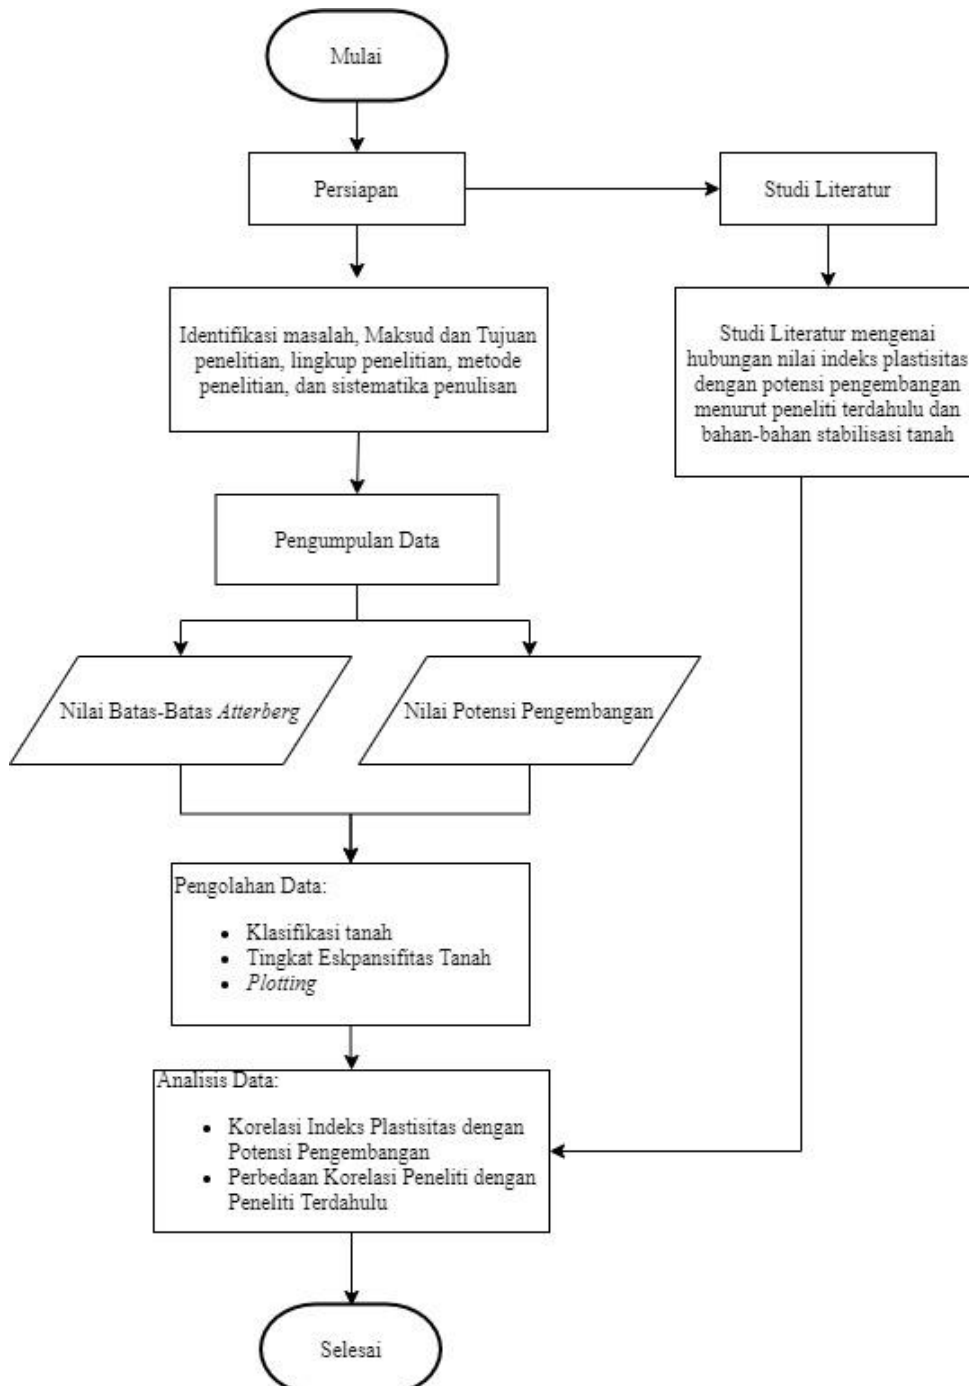 Mulai
Persiapan
Studi Literatur
Identifikasi masalah, Maksud dan Tujuan
penelitian, lingkup penelitian, metode
penelitian, dan sistematika penulisan
Studi Literatur mengenai
hubungan nilai indeks plastisitas
dengan potensi pengembangan
menurut peneliti terdahulu dan
bahan-bahan stabilisasi tanah
Pengumpulan Data
Nilai Batas-Batas Atterberg
Nilai Potensi Pengembangan
Pengolahan Data:
• Klasifikasi tanah
• Tingkat Eskpansifitas Tanah
• Plotting
Analisis Data:
• Korelasi Indeks Plastisitas dengan
Potensi Pengembangan
• Perbedaan Korelasi Peneliti dengan
Peneliti Terdahulu
Selesai